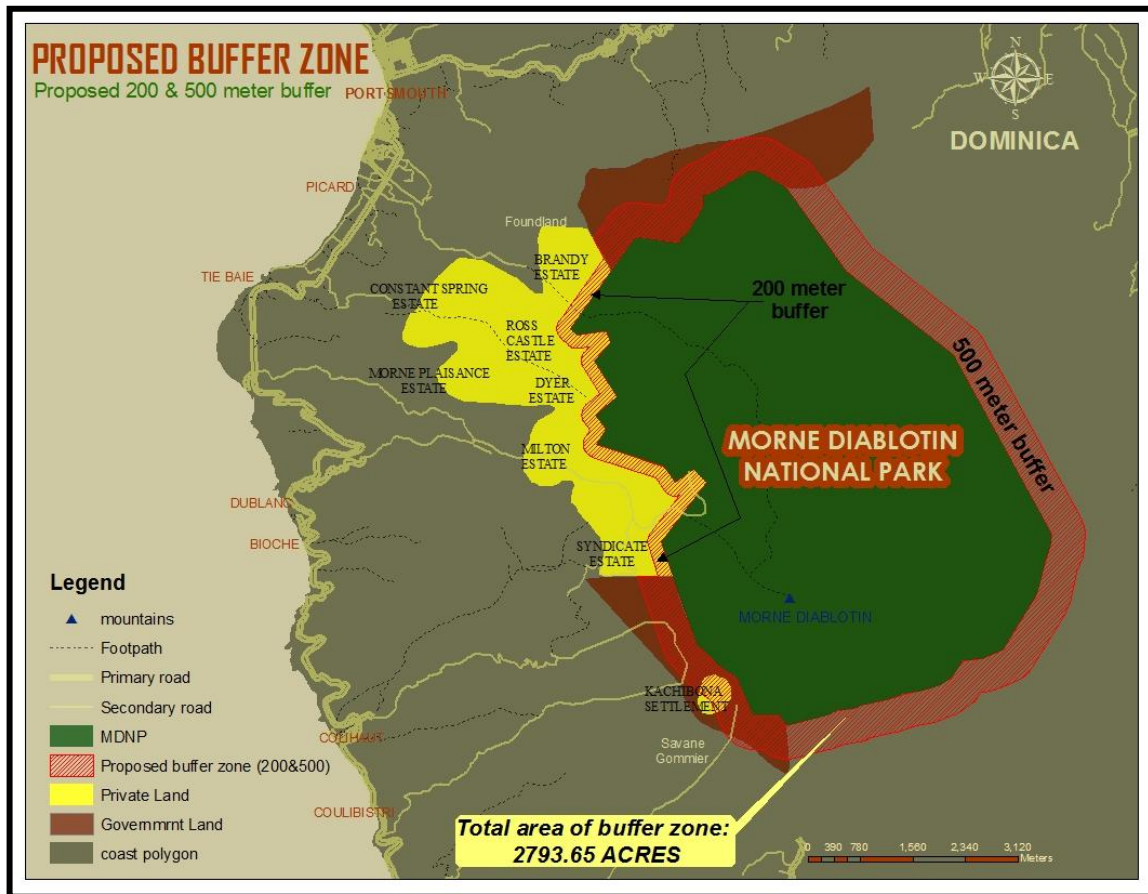 PROPOSED BUFFER ZONE
Proposed 200 & 500 meter buffer
PORTSMOUTH
N
W
E
S
DOMINICA
PICARD
Foundland
BRANDY
ESTATE
TIE BAIE
CONSTANT SPRING
ESTATE
200 meter
buffer
ROSS
CASTLE
ESTATE
500 meter buffer
MORNE PLAISANCE
ESTATE
DYER
ESTATE
MORNE DIABLOTIN
NATIONAL PARK
MILTON
ESTATE
DUBLANC
BIOCHE
SYNDICATE
ESTATE
MORNE DIABLOTIN
KACHIBONA
SETTLEMENT
COLIHAUT
Savane
Gommier
COULIBISTRI
Legend
mountains
Footpath
Primary road
Secondary road
MDNP
Proposed buffer zone (200&500)
Private Land
Governmrnt Land
coast polygon
Total area of buffer zone:
2793.65 ACRES
0 390 780 1,560 2,340 3,120
Meters